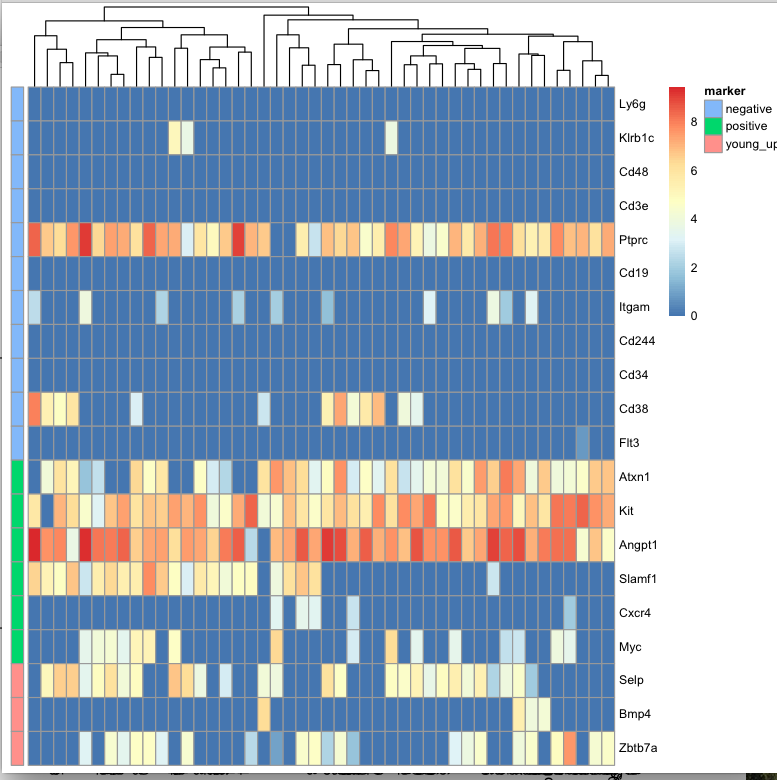 Ly6g
Klrb1c
Cd48
Cd3e
Ptprc
Cd19
Itgam
Cd244
Cd34
Cd38
Flt3
Atxn1
Kit
Angpt1
Slamf1
Cxcr4
Myc
Selp
Bmp4
Zbtb7a
8
6
4
2
0
marker
negative
positive
young_up